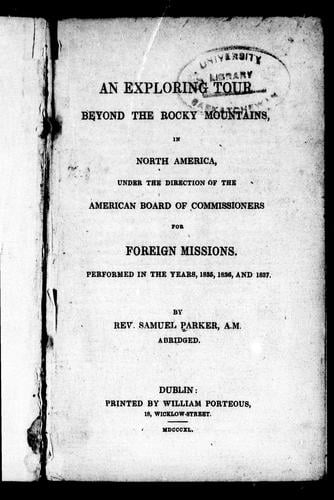 UNIVERSITY
LIBRARY
SASKATCHEWAN
AN EXPLORING TOUR
BEYOND THE ROCKY MOUNTAINS,
IN
NORTH AMERICA,
UNDER THE DIRECTION OF THE
AMERICAN BOARD OF COMMISSIONERS
FOR
FOREIGN MISSIONS.
PERFORMED IN THE YEARS, 1835, 1836, AND 1837.
BY
REV. SAMUEL PARKER, A.M.
ABRIDGED.
DUBLIN:
PRINTED BY WILLIAM PORTEOUS,
18, WICKLOW-STREET.
MDCCCXL.